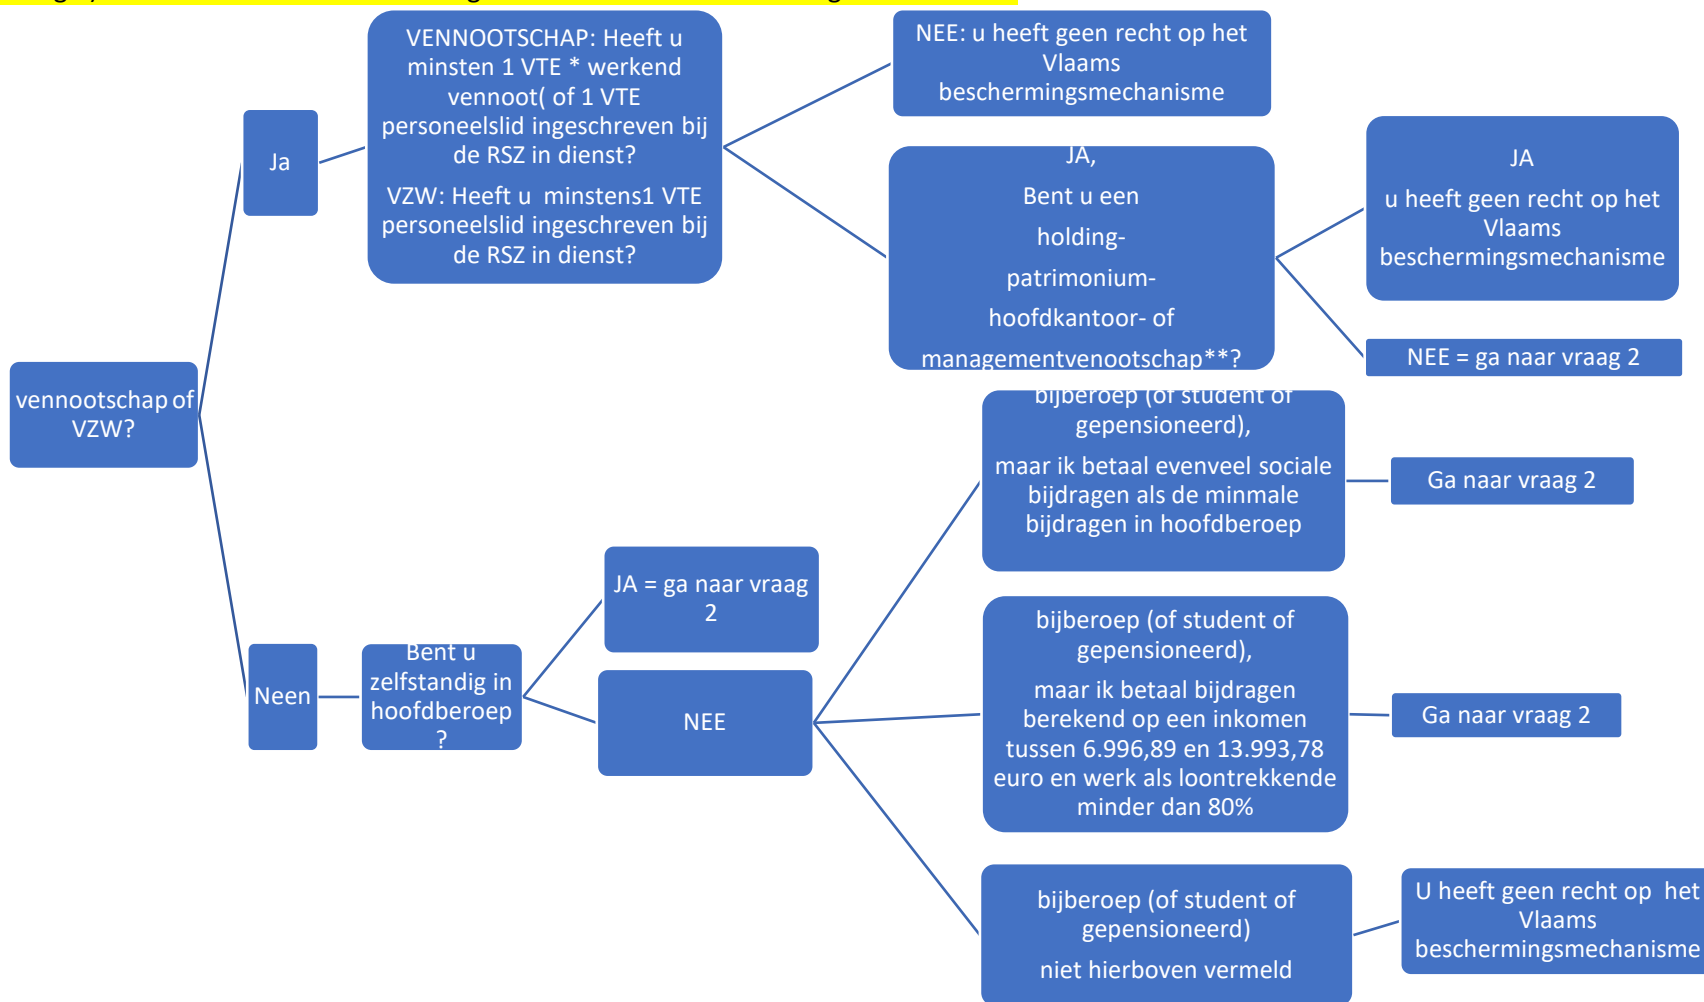 VENNOOTSCHAP: Heeft u
minsten 1 VTE * werkend
vennoot( of 1 VTE
personeelslid ingeschreven bij
de RSZ in dienst?
VZW: Heeft u minstens1 VTE
personeelslid ingeschreven bij
de RSZ in dienst?
NEE: u heeft geen recht op het
Vlaams
beschermingsmechanisme
Ja
JA,
Bent u een
holding-
patrimonium-
hoofdkantoor- of
managementvenootschap**?
JA
u heeft geen recht op het
Vlaams
beschermingsmechanisme
NEE = ga naar vraag 2
vennootschap of
VZW?
bijberoep (of student of
gepensioneerd),
maar ik betaal evenveel sociale
bijdragen als de minmale
bijdragen in hoofdberoep
Ga naar vraag 2
JA = ga naar vraag
2
Neen
Bent u
zelfstandig in
hoofdberoep
?
NEE
bijberoep (of student of
gepensioneerd),
maar ik betaal bijdragen
berekend op een inkomen
tussen 6.996,89 en 13.993,78
euro en werk als loontrekkende
minder dan 80%
Ga naar vraag 2
bijberoep (of student of
gepensioneerd)
niet hierboven vermeld
U heeft geen recht op het
Vlaams
beschermingsmechanisme